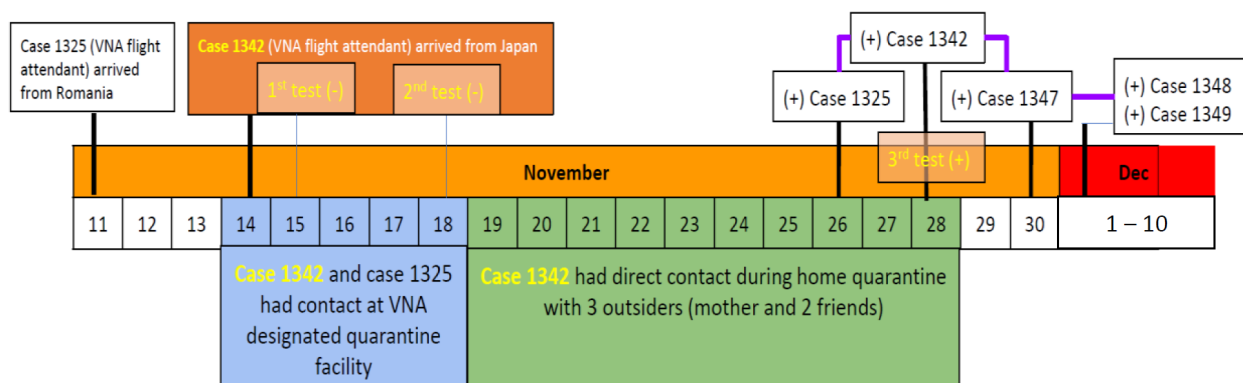 Case 1325 (VNA flight
attendant) arrived
from Romania
Case 1342 (VNA flight attendant) arrived from Japan
1st test (-)
2nd test (-)
(+) Case 1342
(+) Case 1325
(+) Case 1347
(+) Case 1348
(+) Case 1349
3rd test (+)
November
Dec
11 12 13 14 15 16 17 18 19 20 21 22 23 24 25 26 27 28 29 30 1 – 10
Case 1342 and case 1325
had contact at VNA
designated quarantine
facility
Case 1342 had direct contact during home quarantine
with 3 outsiders (mother and 2 friends)